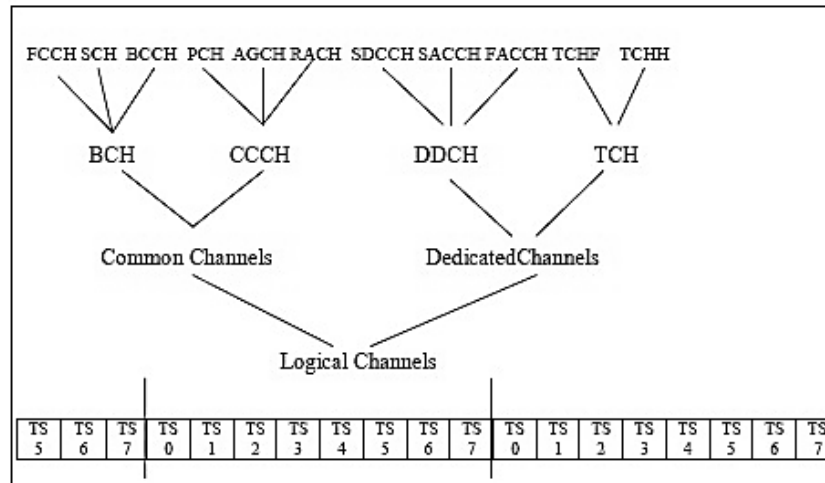 FCCH SCH BCCH PCH AGCH RACH SDCCH SACCH FACCH TCHF TCHH
BCH CCCH DDCH TCH
Common Channels DedicatedChannels
Logical Channels
TS TS TS TS TS TS TS TS TS TS TS TS TS TS TS TS TS TS TS
5 6 7 0 1 2 3 4 5 6 7 0 1 2 3 4 5 6 7